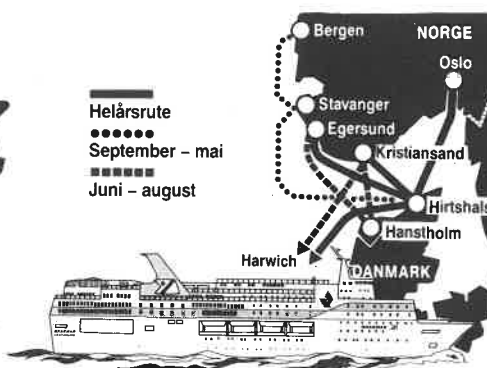 Bergen
NORGE
Oslo
Helårsrute
September – mai
Juni – august
Stavanger
Egersund
Kristiansand
Hirtshals
Hanstholm
Harwich
DANMARK